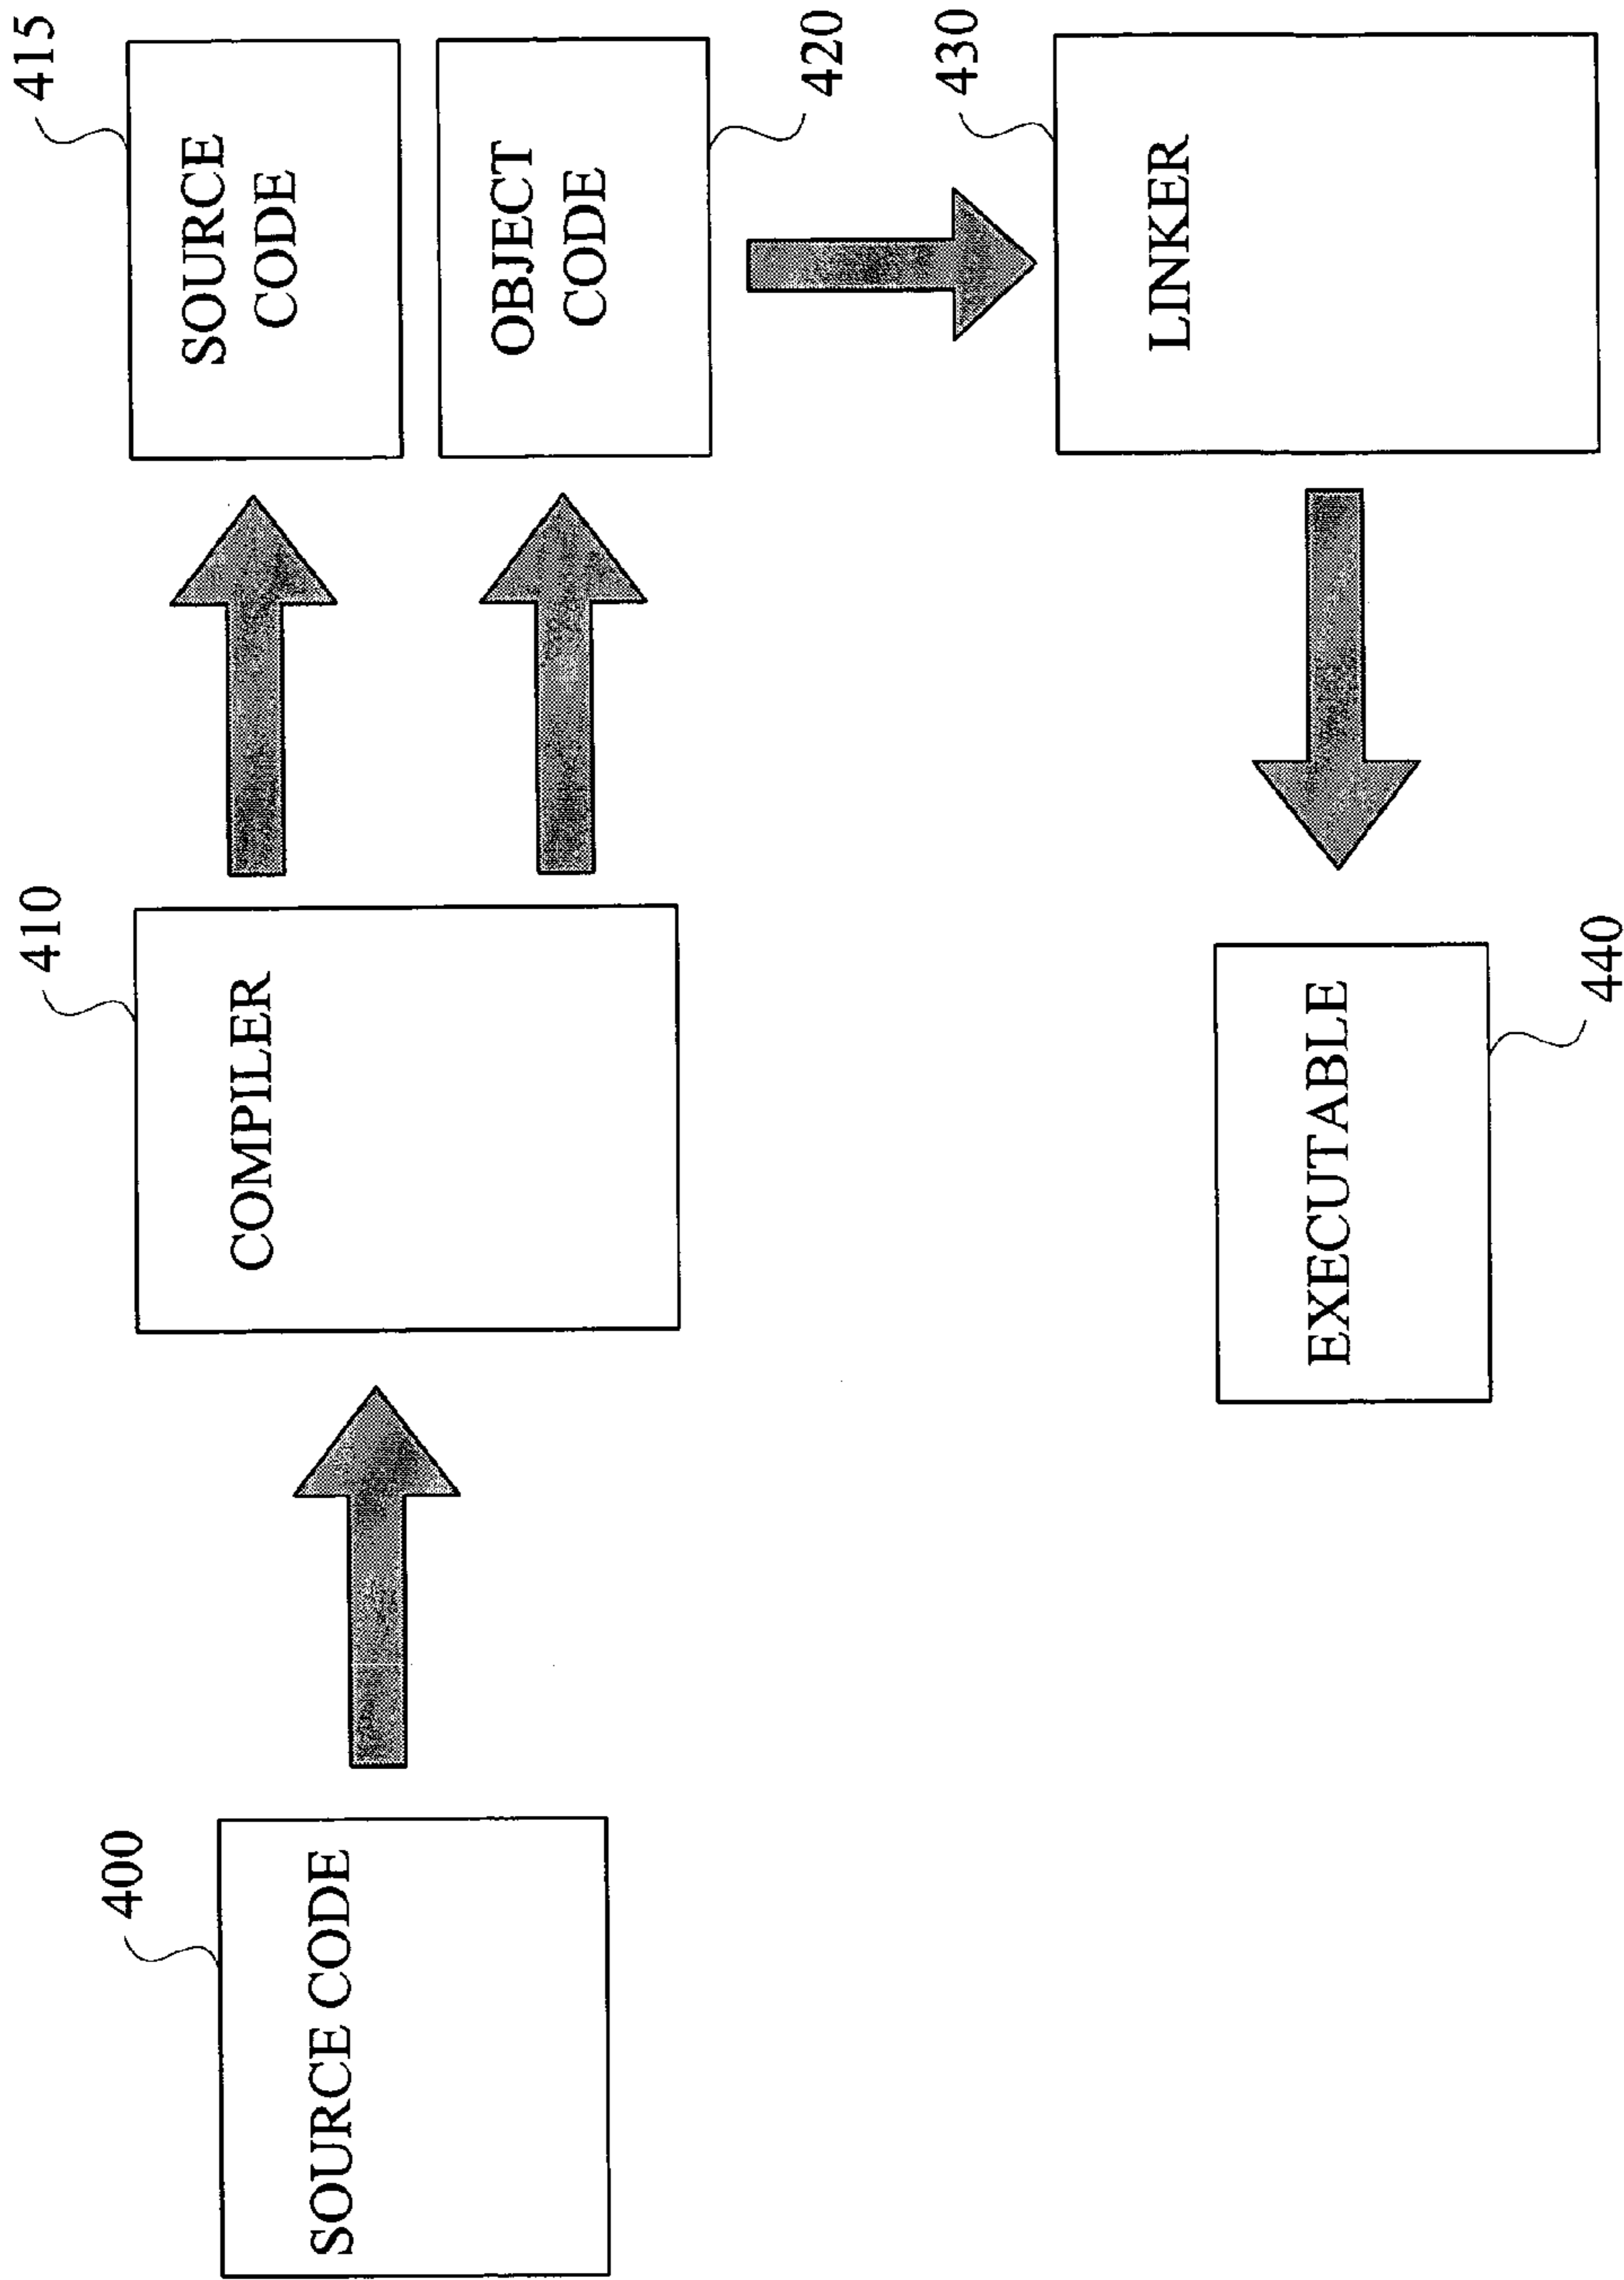 400
SOURCE CODE
410
COMPILER
415
SOURCE
CODE
OBJECT
CODE
420
430
LINKER
EXECUTABLE
440